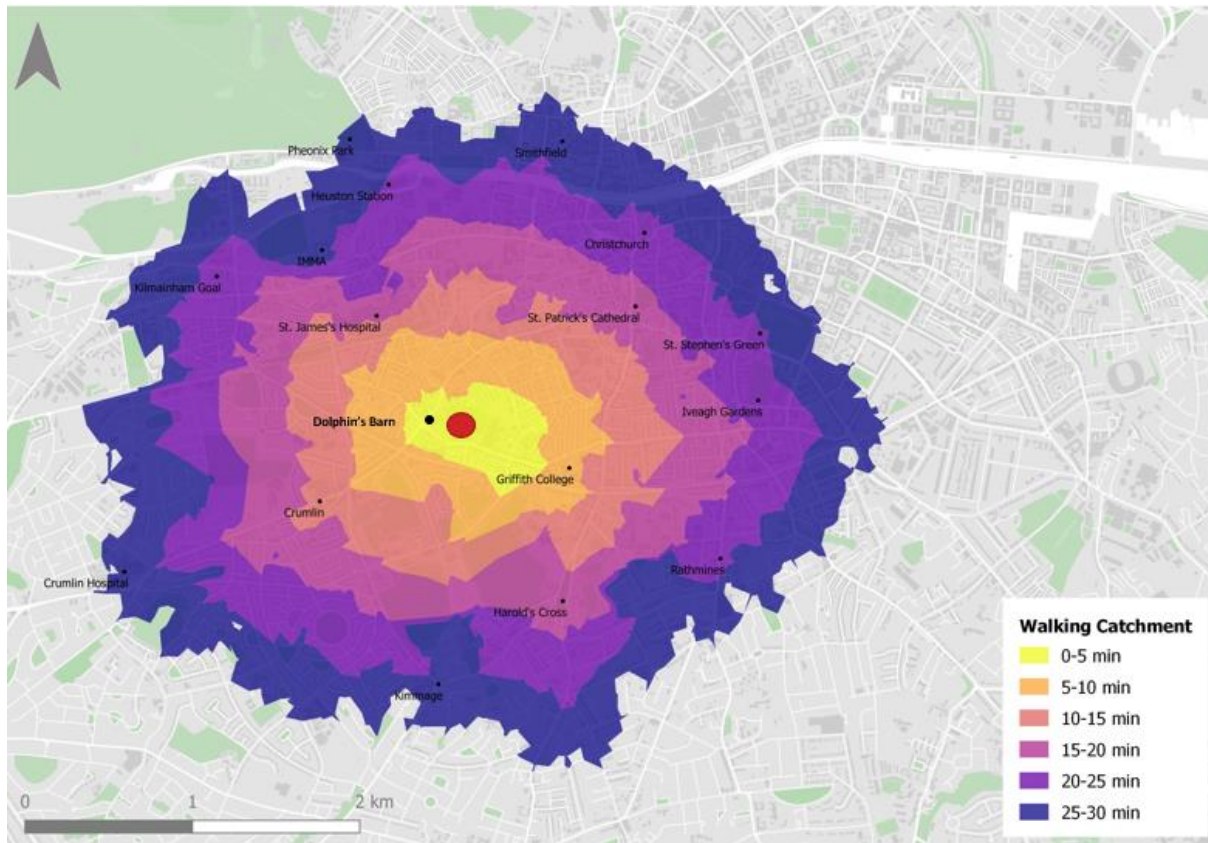 Pheonix Park
Smithfield
Heuston Station
Christchurch
IMMA
Kilmainham Goal
St. James's Hospital
St. Patrick's Cathedral
St. Stephen's Green
Iveagh Gardens
Dolphin's Barn
Griffith College
Crumlin
Crumlin Hospital
Rathmines
Harold's Cross
Kimmage
Walking Catchment
0-5 min
5-10 min
10-15 min
15-20 min
20-25 min
25-30 min
0 1 2 km